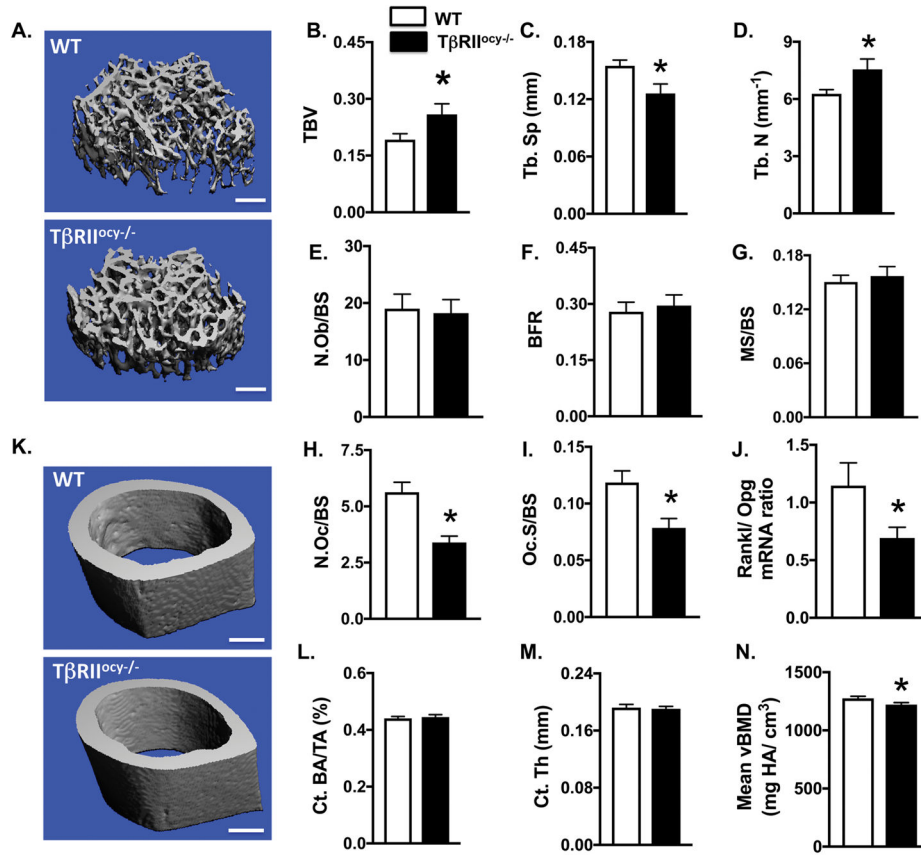 A.
WT
TβRII^ocy-/-
WT
TβRII^ocy-/-
B.
0.45
0.30
0.15
0.00
TBV
*
C.
0.18
0.12
0.06
0.00
Tb. Sp (mm)
*
D.
9
6
3
0
Tb. N (mm⁻¹)
*
E.
30
20
10
0
N.Ob/BS
F.
0.45
0.30
0.15
0.00
BFR
G.
0.18
0.12
0.06
0.00
MS/BS
K.
WT
TβRII^ocy-/-
H.
7.5
5.0
2.5
0.0
N.Oc/BS
*
I.
0.15
0.10
0.05
0.00
Oc.S/BS
*
J.
1.5
1.0
0.5
0.0
Rankl/ Opg
mRNA ratio
*
L.
0.6
0.4
0.2
0.0
Ct. BA/TA (%)
M.
0.24
0.16
0.08
0.00
Ct. Th (mm)
N.
1500
1000
500
0
Mean vBMD
(mg HA/ cm³)
*